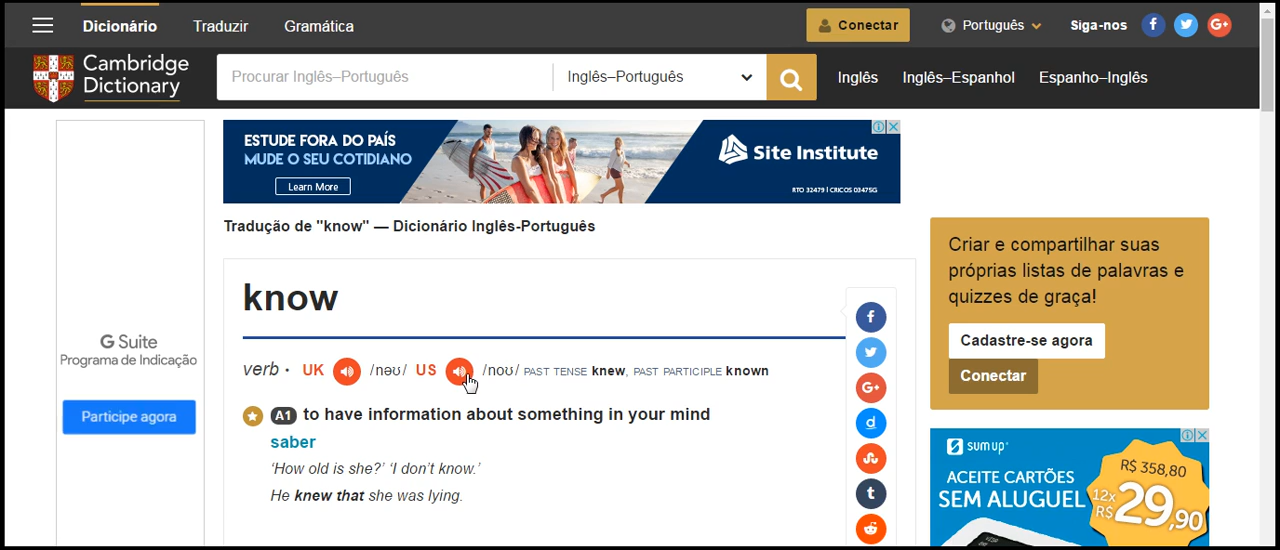 Dicionário Traduzir Gramática Conectar Português Siga-nos
Cambridge
Dictionary
Procurar Inglês–Português Inglês–Português Inglês Inglês–Espanhol Espanho–Inglês
ESTUDE FORA DO PAÍS
MUDE O SEU COTIDIANO
Learn More
Site Institute
RTO 32479 | CRICOS 03475G
Tradução de "know" — Dicionário Inglês-Português
know
verb · UK /nəʊ/ US /noʊ/ PAST TENSE knew, PAST PARTICIPLE known
A1 to have information about something in your mind
saber
‘How old is she?’ ‘I don’t know.’
He knew that she was lying.
G Suite
Programa de Indicação
Participe agora
Criar e compartilhar suas
próprias listas de palavras e
quizzes de graça!
Cadastre-se agora
Conectar
sumup
ACEITE CARTÕES
SEM ALUGUEL
R$ 358,80
12x
R$ 29,90